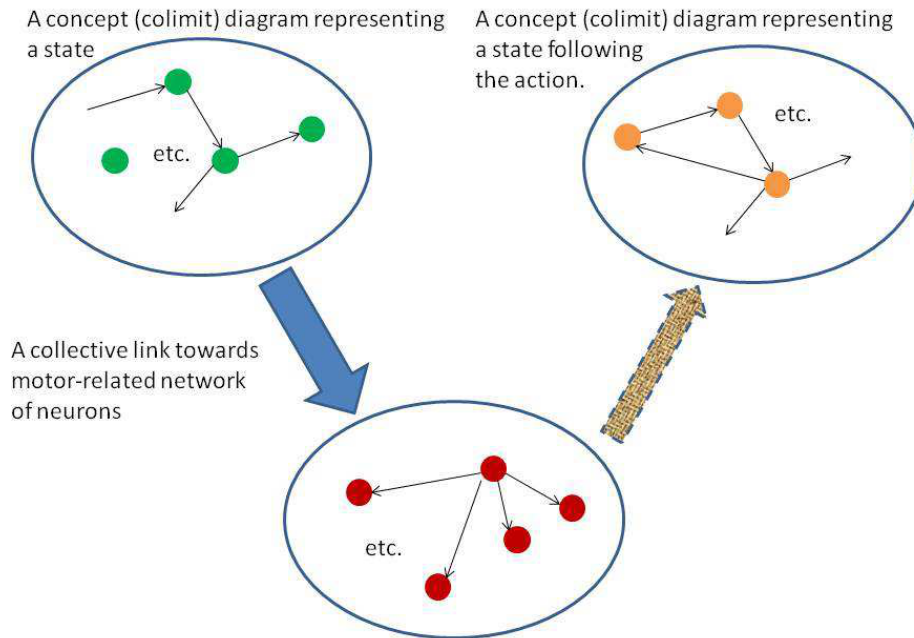 A concept (colimit) diagram representing
a state
A concept (colimit) diagram representing
a state following
the action.
etc.
etc.
A collective link towards
motor-related network
of neurons
etc.